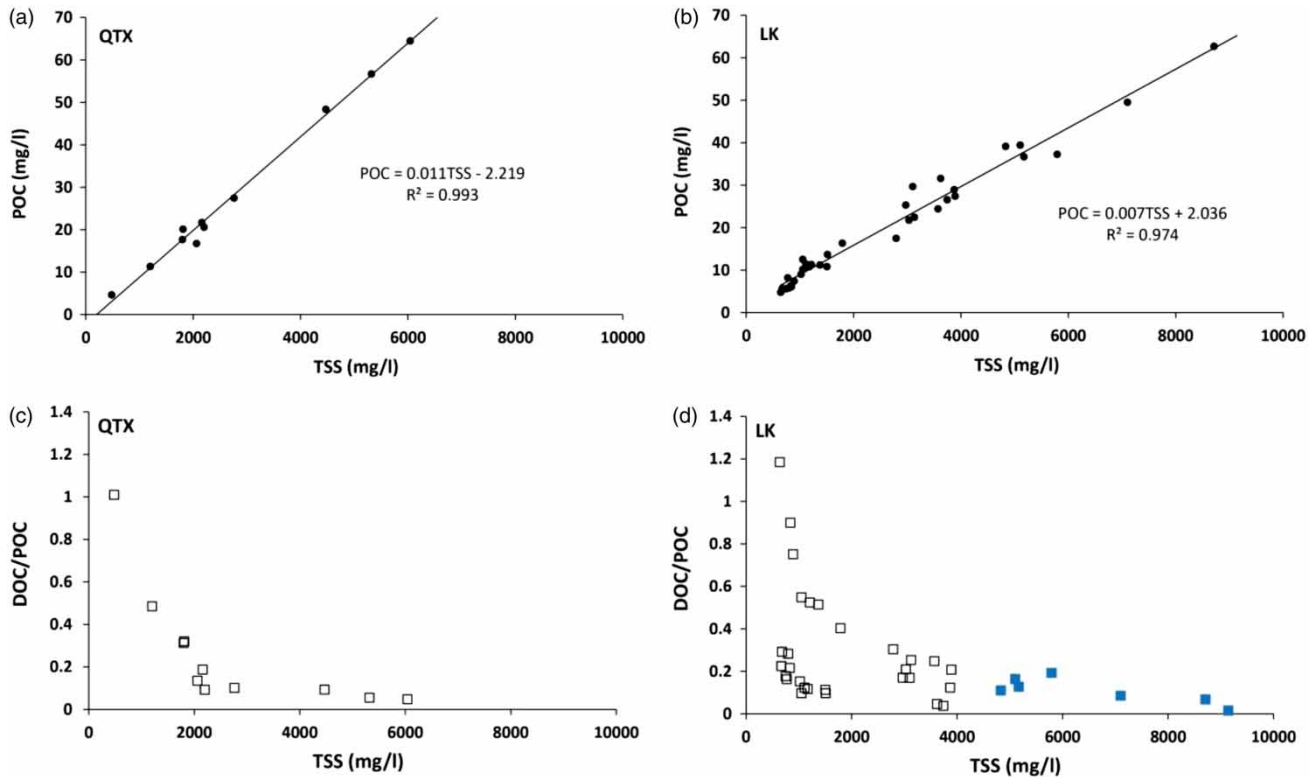 (a)
QTX
70
60
50
40
30
20
10
0
POC (mg/l)
POC = 0.011TSS - 2.219
R² = 0.993
0 2000 4000 6000 8000 10000
TSS (mg/l)
(b)
LK
70
60
50
40
30
20
10
0
POC (mg/l)
POC = 0.007TSS + 2.036
R² = 0.974
0 2000 4000 6000 8000 10000
TSS (mg/l)
(c)
QTX
1.4
1.2
1
0.8
0.6
0.4
0.2
0
DOC/POC
0 2000 4000 6000 8000 10000
TSS (mg/l)
(d)
LK
1.4
1.2
1
0.8
0.6
0.4
0.2
0
DOC/POC
0 2000 4000 6000 8000 10000
TSS (mg/l)